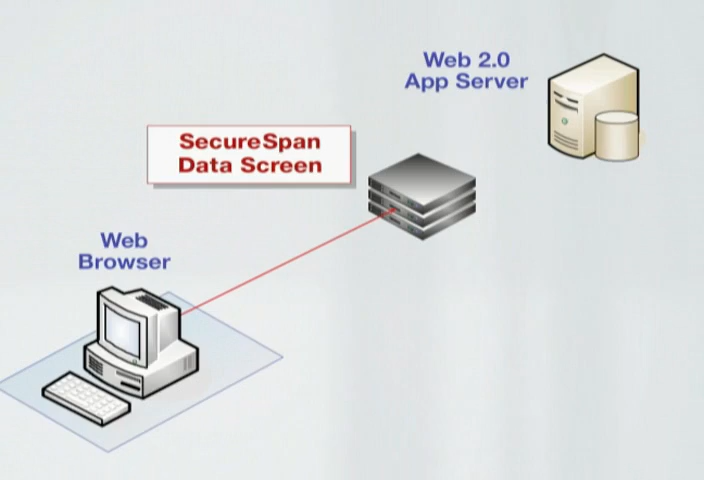 Web 2.0
App Server
SecureSpan
Data Screen
Web
Browser